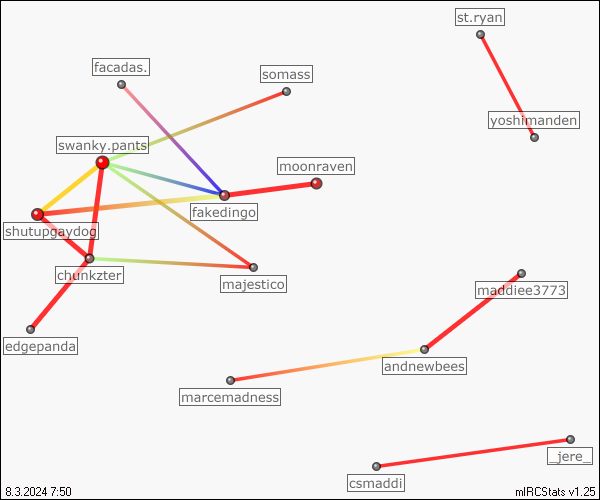 st.ryan
facadas.
somass
yoshimanden
swanky.pants
moonraven
fakedingo
shutupgaydog
chunkzter
majestico
maddiee3773
edgepanda
andnewbees
marcemadness
_jere_
csmaddi
8.3.2024 7:50
mIRCStats v1.25